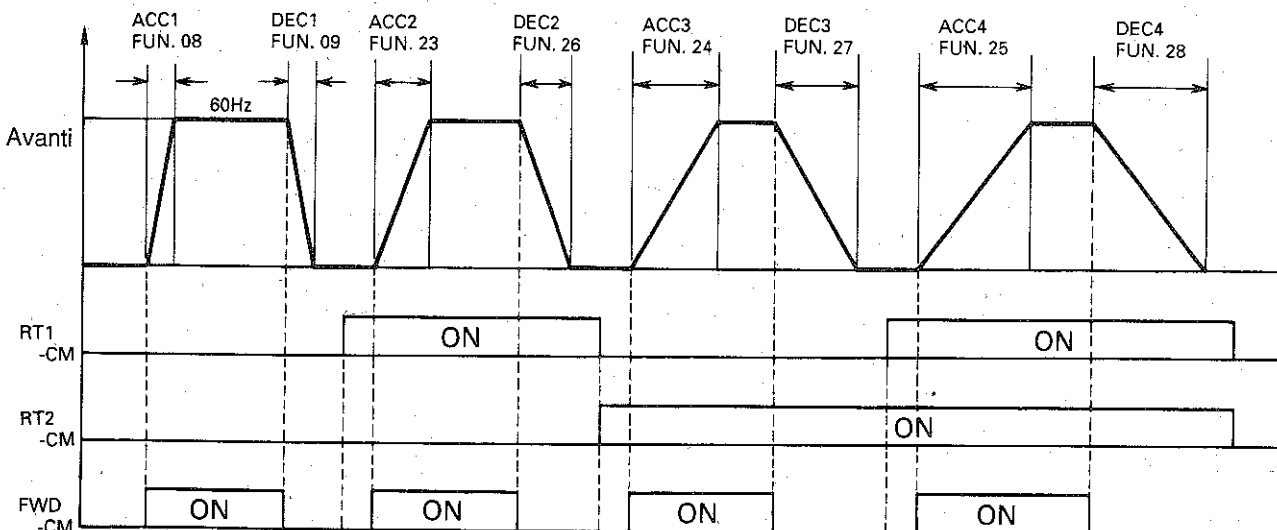 ACC1
FUN. 08
DEC1
FUN. 09
ACC2
FUN. 23
DEC2
FUN. 26
ACC3
FUN. 24
DEC3
FUN. 27
ACC4
FUN. 25
DEC4
FUN. 28
60Hz
Avanti
RT1
-CM
ON
ON
RT2
-CM
ON
FWD
-CM
ON
ON
ON
ON